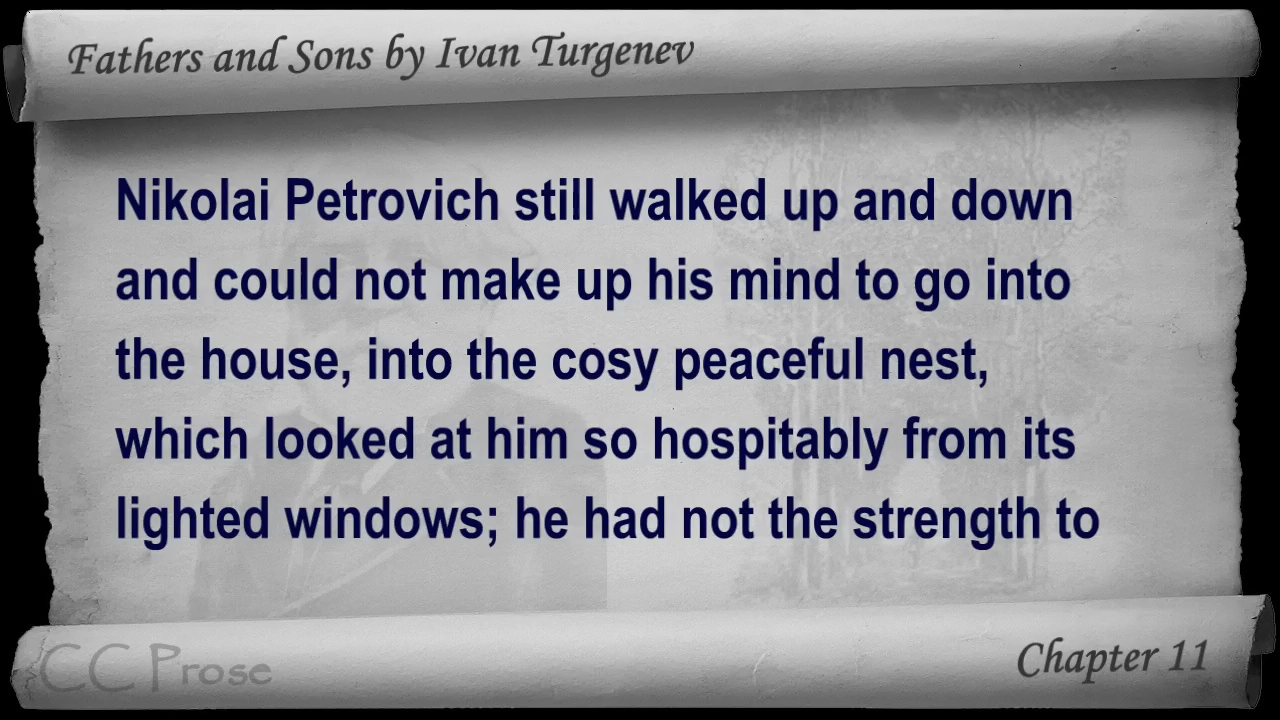 Fathers and Sons by Ivan Turgenev
Nikolai Petrovich still walked up and down
and could not make up his mind to go into
the house, into the cosy peaceful nest,
which looked at him so hospitably from its
lighted windows; he had not the strength to
CC Prose
Chapter 11